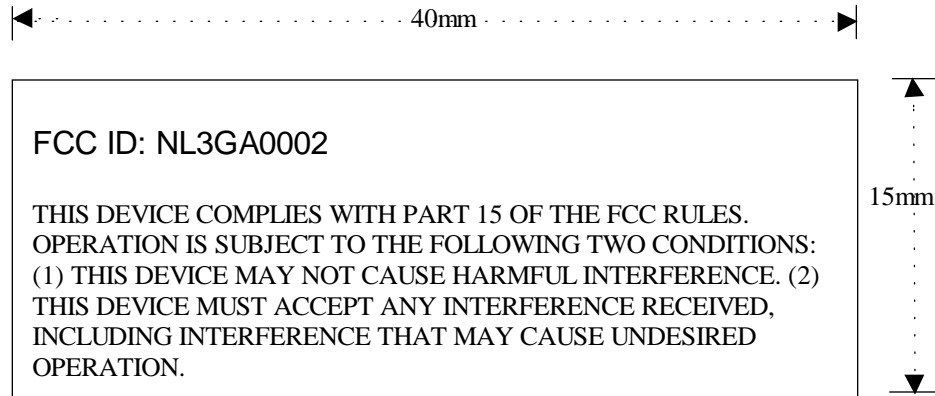 40mm
FCC ID: NL3GA0002
15mm
THIS DEVICE COMPLIES WITH PART 15 OF THE FCC RULES.
OPERATION IS SUBJECT TO THE FOLLOWING TWO CONDITIONS:
(1) THIS DEVICE MAY NOT CAUSE HARMFUL INTERFERENCE. (2)
THIS DEVICE MUST ACCEPT ANY INTERFERENCE RECEIVED,
INCLUDING INTERFERENCE THAT MAY CAUSE UNDESIRED
OPERATION.